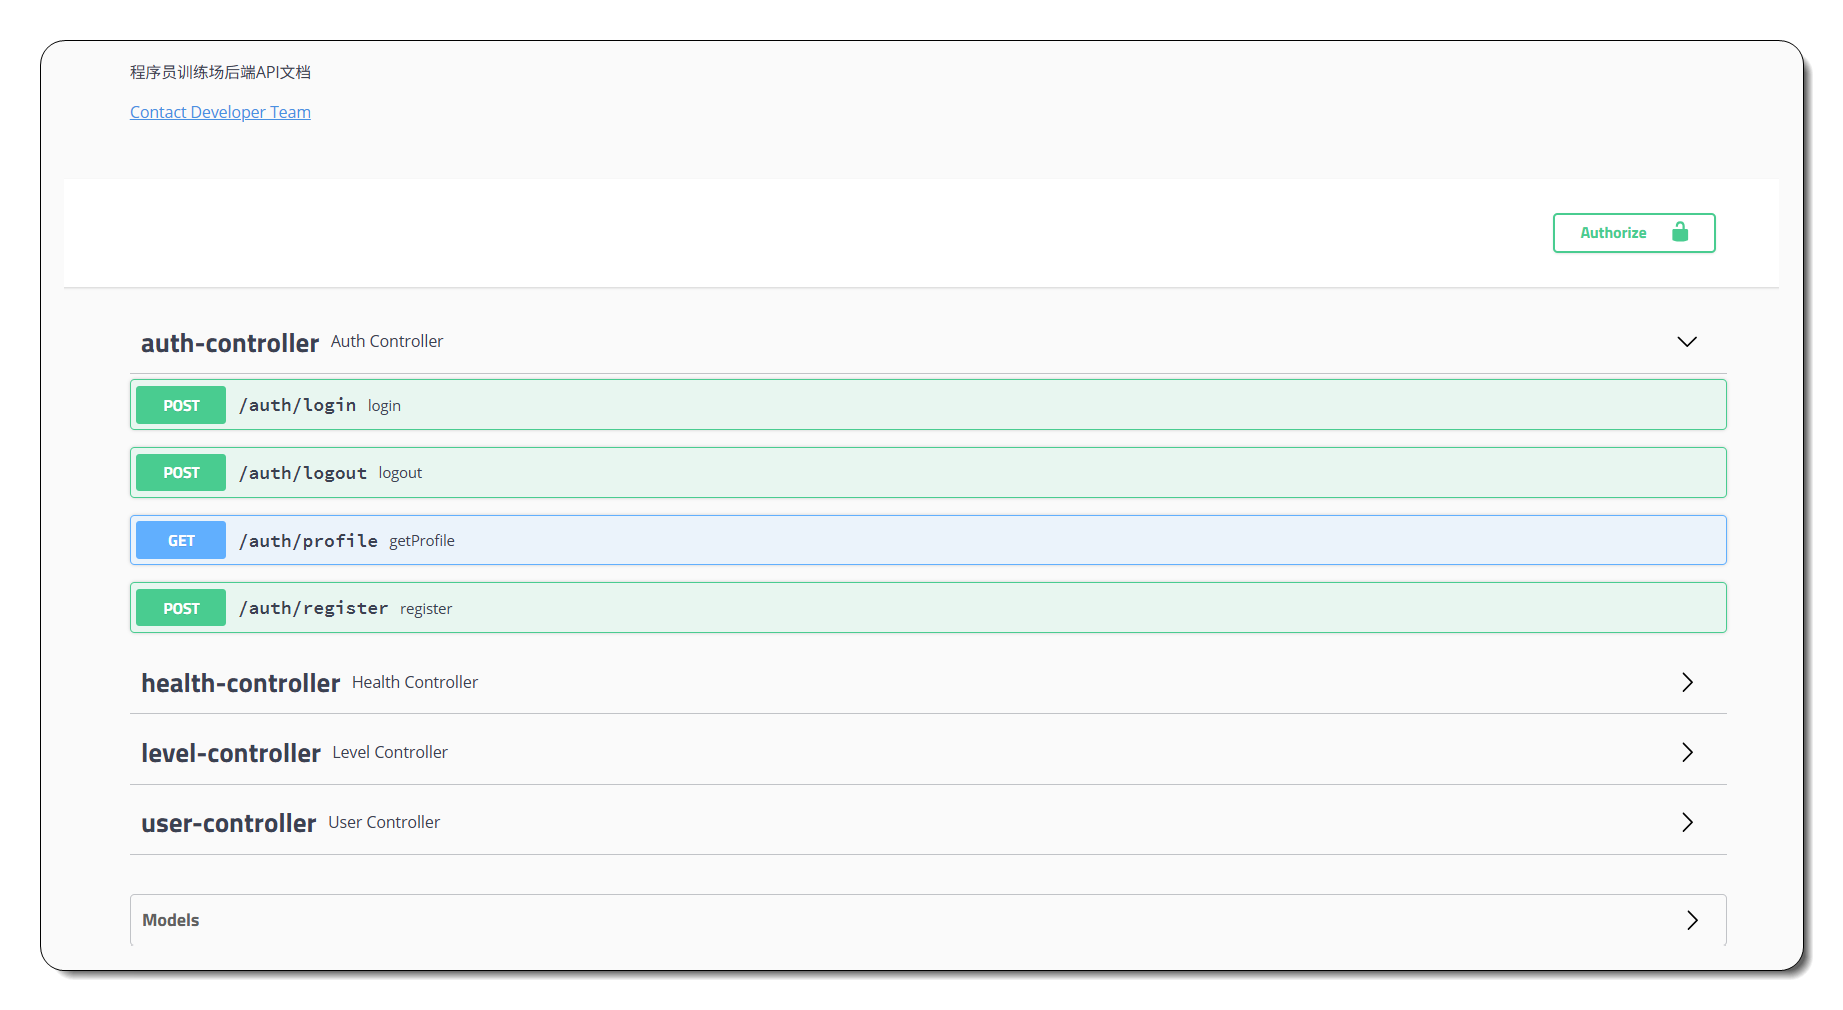 程序员训练场后端API文档
Contact Developer Team
Authorize
auth-controller Auth Controller
POST /auth/login login
POST /auth/logout logout
GET /auth/profile getProfile
POST /auth/register register
health-controller Health Controller
level-controller Level Controller
user-controller User Controller
Models